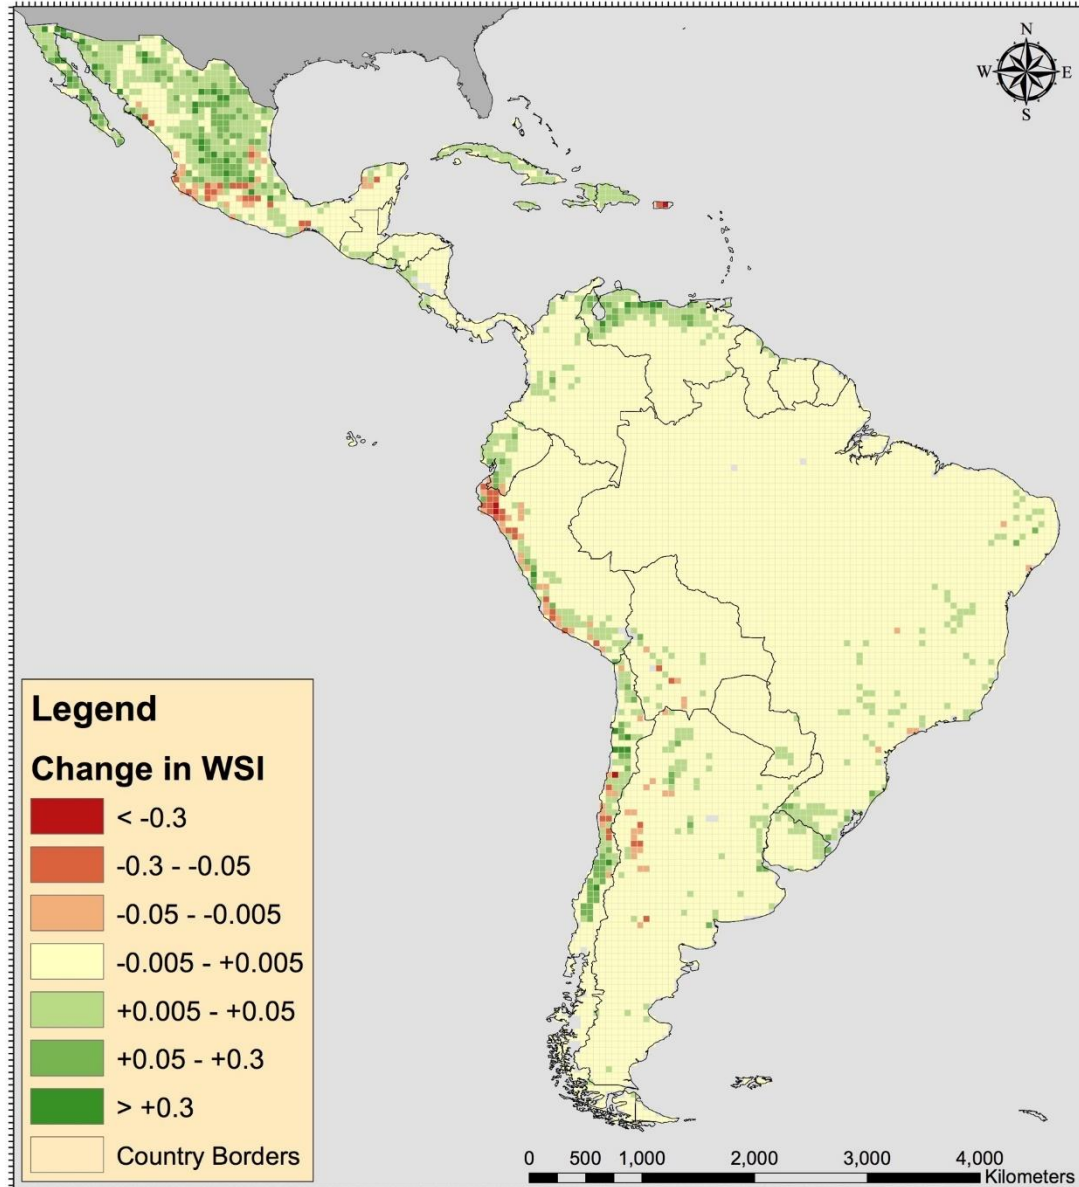 N
W E
S
Legend
Change in WSI
< -0.3
-0.3 - -0.05
-0.05 - -0.005
-0.005 - +0.005
+0.005 - +0.05
+0.05 - +0.3
> +0.3
Country Borders
0 500 1,000 2,000 3,000 4,000
Kilometers